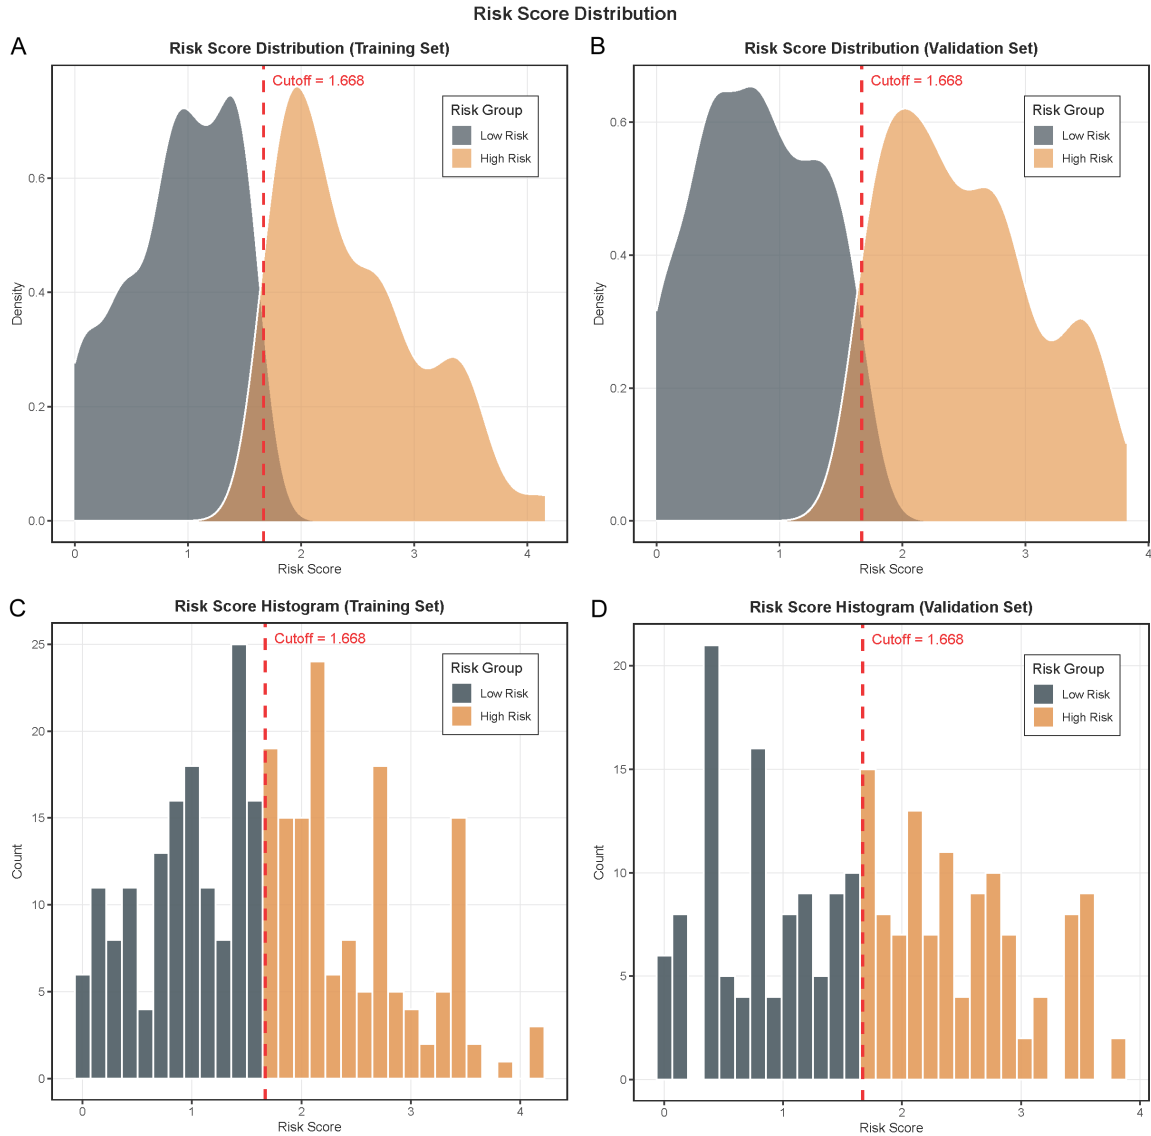 Risk Score Distribution
A
Risk Score Distribution (Training Set)
Cutoff = 1.668
Risk Group
Low Risk
High Risk
0.6
0.4
0.2
0.0
Density
0 1 2 3 4
Risk Score
B
Risk Score Distribution (Validation Set)
Cutoff = 1.668
Risk Group
Low Risk
High Risk
0.6
0.4
0.2
0.0
Density
0 1 2 3 4
Risk Score
C
Risk Score Histogram (Training Set)
Cutoff = 1.668
Risk Group
Low Risk
High Risk
25
20
15
10
5
0
Count
0 1 2 3 4
Risk Score
D
Risk Score Histogram (Validation Set)
Cutoff = 1.668
Risk Group
Low Risk
High Risk
20
15
10
5
0
Count
0 1 2 3 4
Risk Score